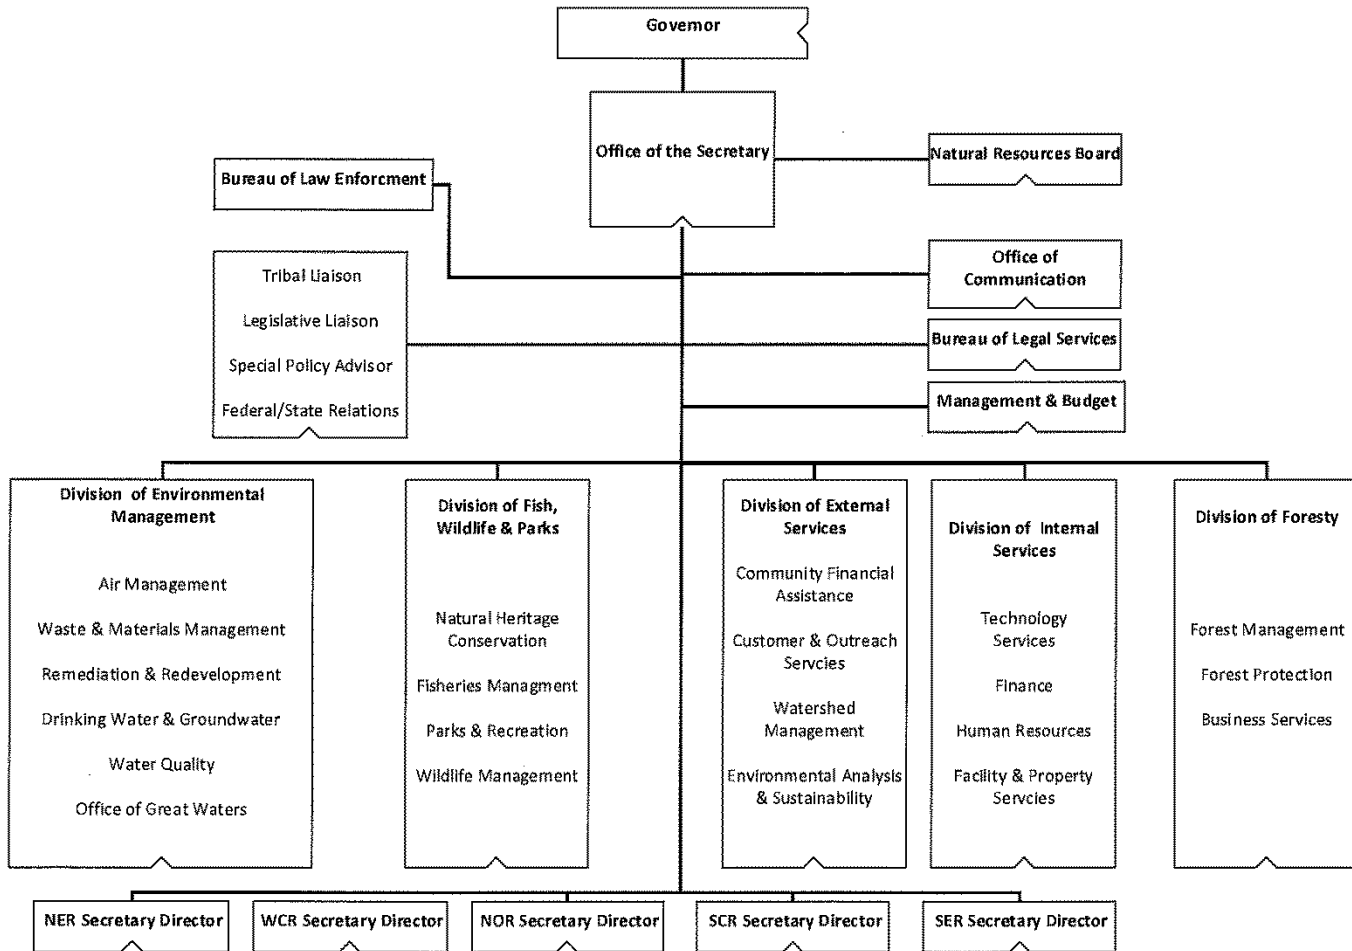 Governor
Office of the Secretary
Natural Resources Board
Bureau of Law Enforcment
Tribal Liaison
Legislative Liaison
Special Policy Advisor
Federal/State Relations
Office of
Communication
Bureau of Legal Services
Management & Budget
Division of Environmental
Management
Air Management
Waste & Materials Management
Remediation & Redevelopment
Drinking Water & Groundwater
Water Quality
Office of Great Waters
Division of Fish,
Wildlife & Parks
Natural Heritage
Conservation
Fisheries Managment
Parks & Recreation
Wildlife Management
Division of External
Services
Community Financial
Assistance
Customer & Outreach
Servcies
Watershed
Management
Environmental Analysis
& Sustainability
Division of Internal
Services
Technology
Services
Finance
Human Resources
Facility & Property
Servcies
Division of Foresty
Forest Management
Forest Protection
Business Services
NER Secretary Director
WCR Secretary Director
NOR Secretary Director
SCR Secretary Director
SER Secretary Director